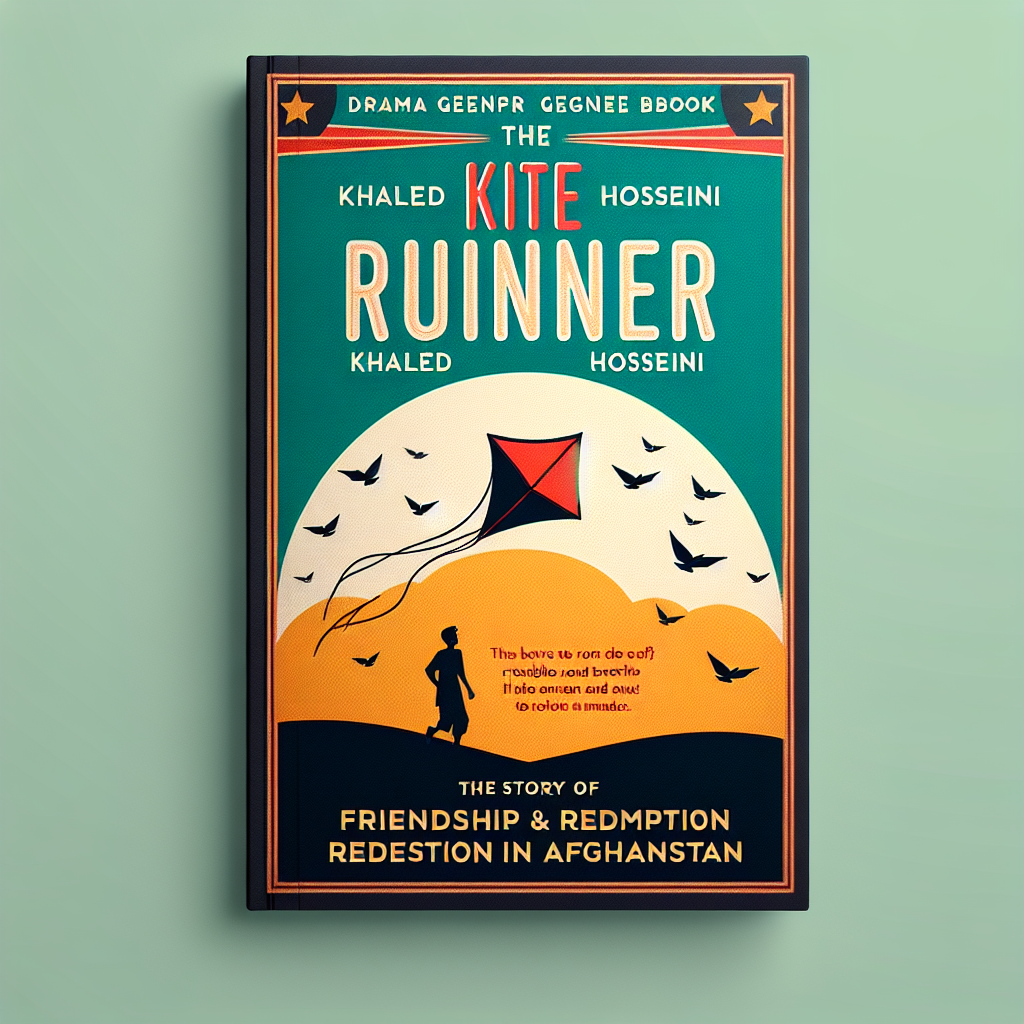 DRAMA GEENPR GEGNEE BBOOK
THE
KHALED KITE HOSSEINI
RUINNER
KHALED HOSSEINI
THE STORY OF
FRIENDSHIP & REDMPTION
REDESTION IN AFGHANSTAN